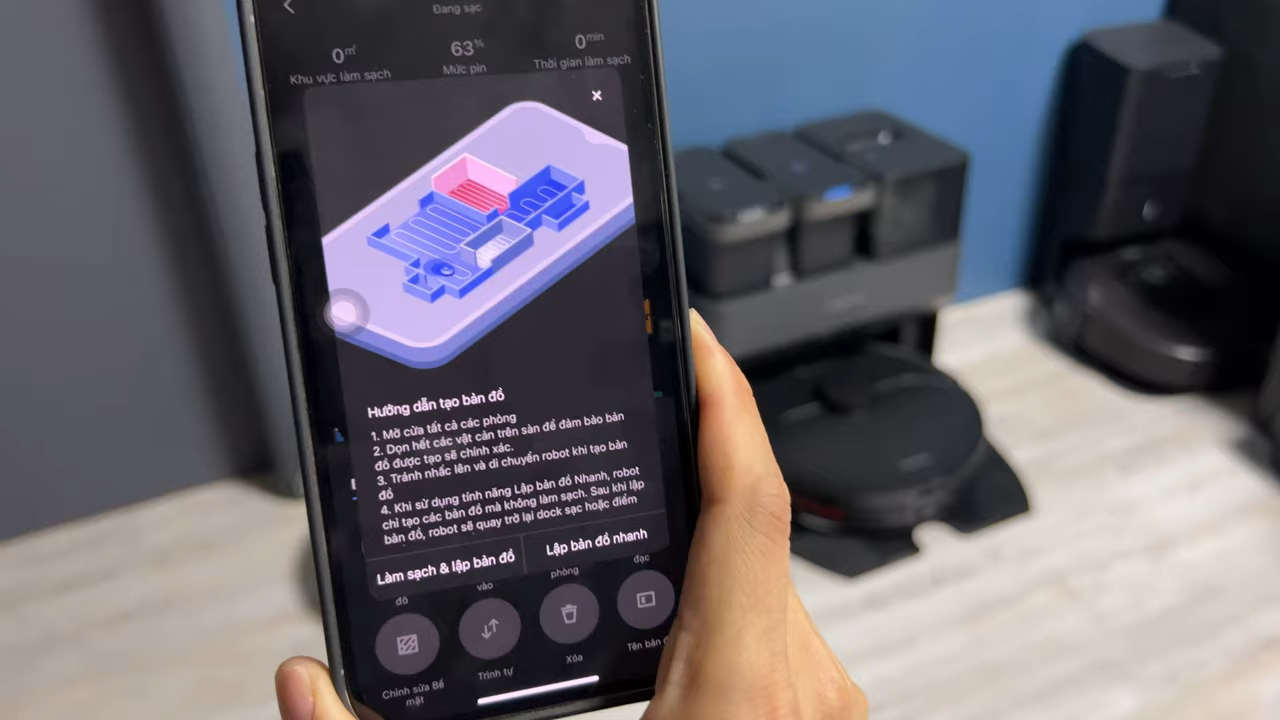 Đang sạc
0㎡
63%
0min
Khu vực làm sạch
Mức pin
Thời gian làm sạch
Hướng dẫn tạo bản đồ
1. Mở cửa tất cả các phòng
2. Dọn hết các vật cản trên sàn để đảm bảo bản
đồ được tạo sẽ chính xác.
3. Tránh nhấc lên và di chuyển robot khi tạo bản
đồ
4. Khi sử dụng tính năng Lập bản đồ Nhanh, robot
chỉ tạo các bản đồ mà không làm sạch. Sau khi lập
bản đồ, robot sẽ quay trở lại dock sạc hoặc điểm
Làm sạch & lập bản đồ
Lập bản đồ nhanh
đồ
vào
phòng
đạc
Chỉnh sửa Bề
mặt
Trình tự
Xóa
Tên bản